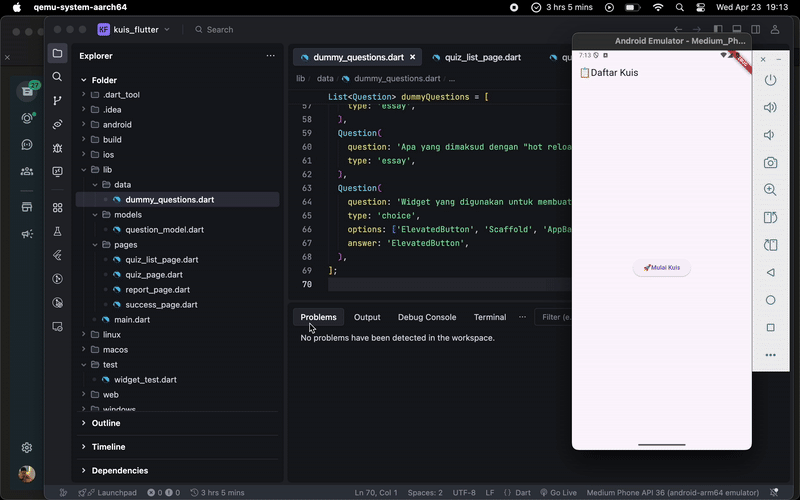 qemu-system-aarch64
3 hrs 5 mins
Wed Apr 23 19:13
KF kuis_flutter
Search
27
Explorer
Folder
.dart_tool
.idea
android
build
ios
lib
data
dummy_questions.dart
models
question_model.dart
pages
quiz_list_page.dart
quiz_page.dart
report_page.dart
success_page.dart
main.dart
linux
macos
test
widget_test.dart
web
windows
Outline
Timeline
Dependencies
dummy_questions.dart
quiz_list_page.dart
lib data dummy_questions.dart ...
List<Question> dummyQuestions = [
57 type: 'essay',
58 ),
59 Question(
60 question: 'Apa yang dimaksud dengan "hot reloa
61 type: 'essay',
62 ),
63 Question(
64 question: 'Widget yang digunakan untuk membuat
65 type: 'choice',
66 options: ['ElevatedButton', 'Scaffold', 'AppBa
67 answer: 'ElevatedButton',
68 ),
69 ];
70
Problems Output Debug Console Terminal ... Filter (e.
No problems have been detected in the workspace.
Android Emulator - Medium_Ph...
7:13
📋Daftar Kuis
🚀Mulai Kuis
Launchpad 0 0 3 hrs 5 mins Ln 70, Col 1 Spaces: 2 UTF-8 LF {} Dart Go Live Medium Phone API 36 (android-arm64 emulator)